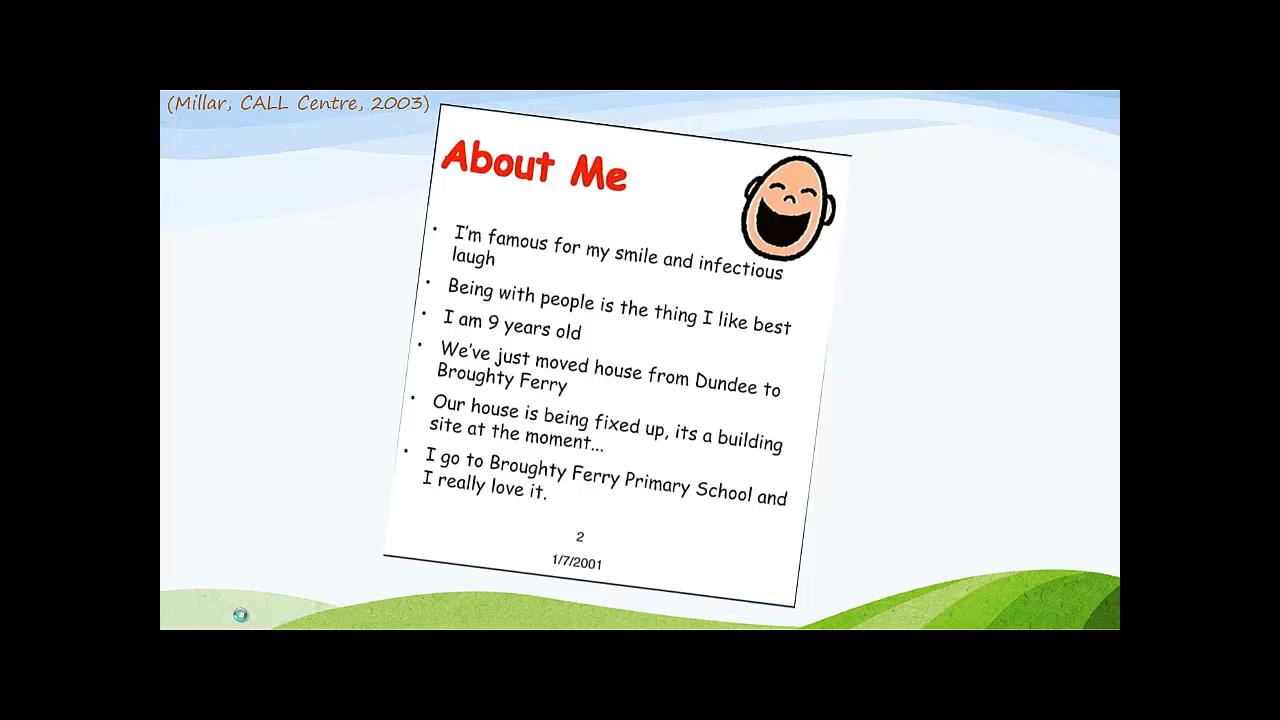 (Millar, CALL Centre, 2003)
About Me
• I'm famous for my smile and infectious
laugh
• Being with people is the thing I like best
• I am 9 years old
• We've just moved house from Dundee to
Broughty Ferry
• Our house is being fixed up, its a building
site at the moment...
• I go to Broughty Ferry Primary School and
I really love it.
2
1/7/2001